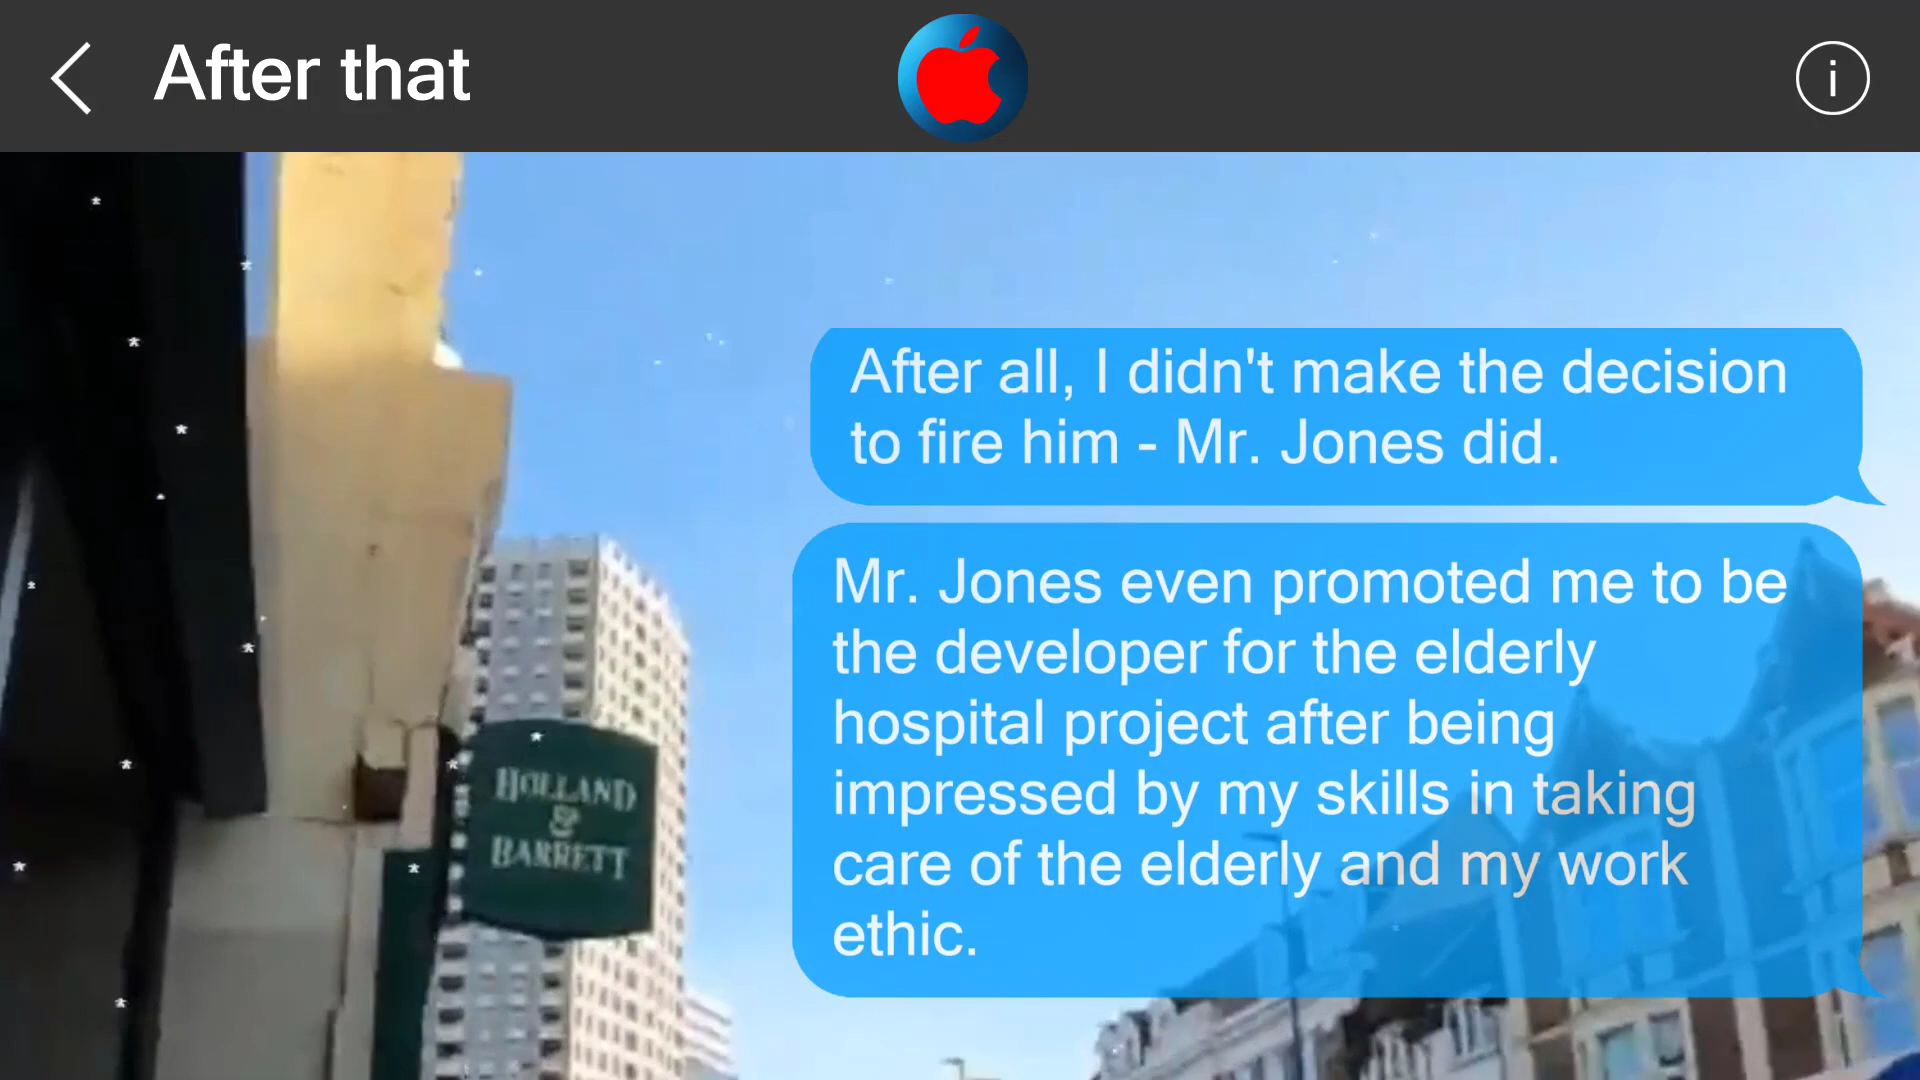 After that
i
After all, I didn't make the decision
to fire him - Mr. Jones did.
Mr. Jones even promoted me to be
the developer for the elderly
hospital project after being
impressed by my skills in taking
care of the elderly and my work
ethic.
HOLLAND
&
BARRETT